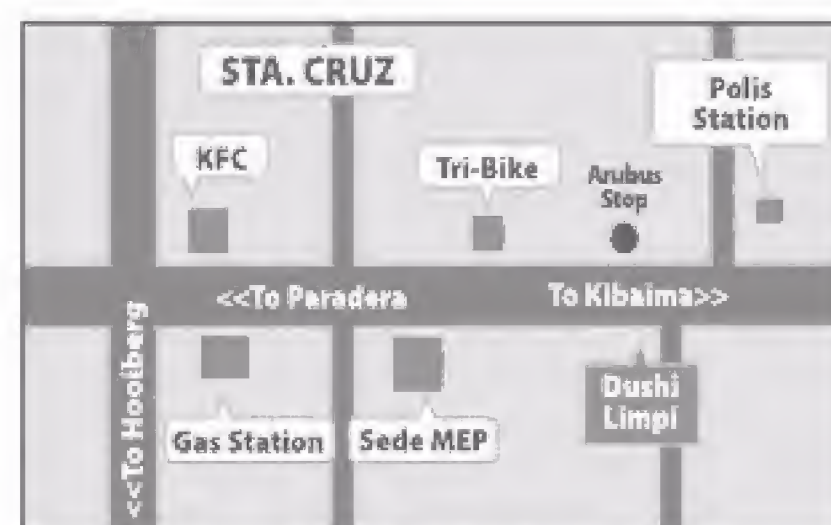 STA. CRUZ
Polis
Station
KFC
Tri-Bike
Arubus
Stop
<<To Paradera
To Kibaima>>
<<To Hooiberg
Dushi
Limpi
Gas Station
Sede MEP